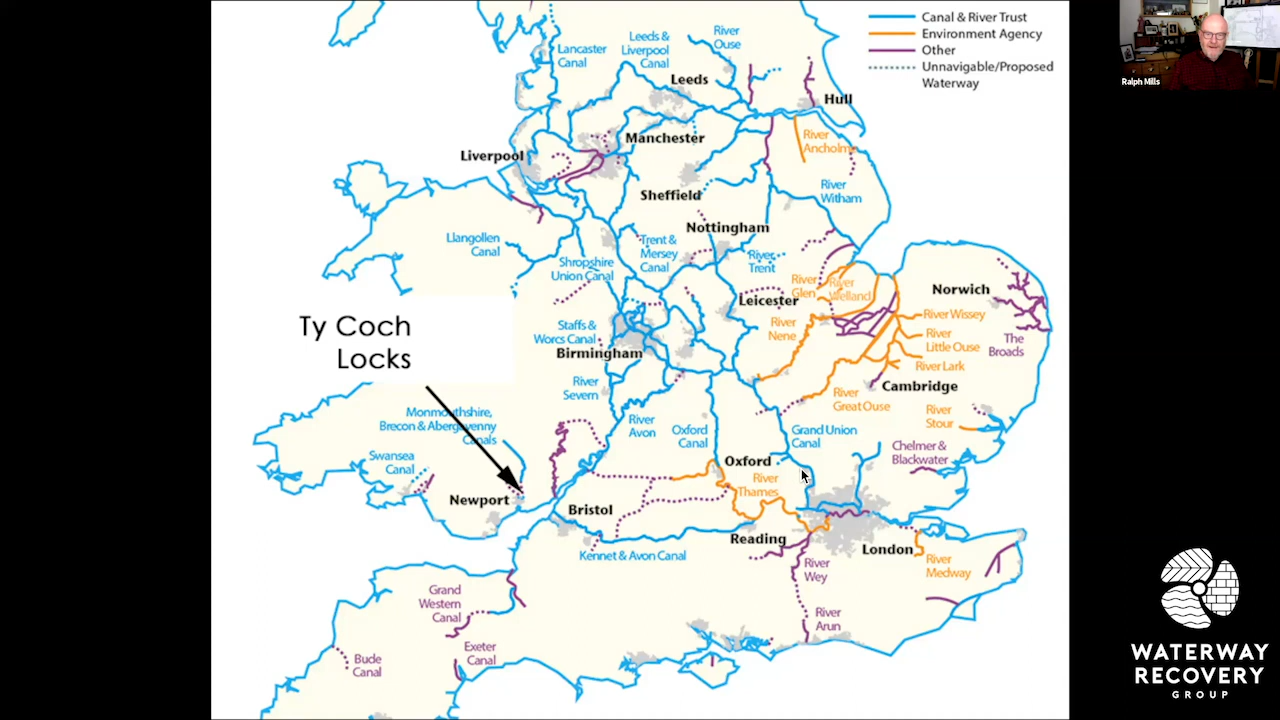 Canal & River Trust
Environment Agency
Other
Unnavigable/Proposed
Waterway
Ralph Mills
Lancaster
Canal
Leeds &
Liverpool
Canal
River
Ouse
Leeds
Hull
Manchester
River
Ancholme
Liverpool
Sheffield
River
Witham
Nottingham
Llangollen
Canal
Trent &
Mersey
Canal
Shropshire
Union Canal
River
Trent
River
Glen
River
Welland
Leicester
Norwich
Ty Coch
Locks
River Wissey
River
Nene
Staffs &
Worcs Canal
River
Little Ouse
The
Broads
Birmingham
River Lark
River
Severn
Cambridge
River
Great Ouse
Monmouthshire,
Brecon & Abergavenny
Canals
River
Avon
Oxford
Canal
Grand Union
Canal
River
Stour
Chelmer &
Blackwater
Swansea
Canal
Oxford
River
Thames
Newport
Bristol
Reading
London
Kennet & Avon Canal
River
Wey
River
Medway
Grand
Western
Canal
River
Arun
Exeter
Canal
Bude
Canal
WATERWAY
RECOVERY
GROUP